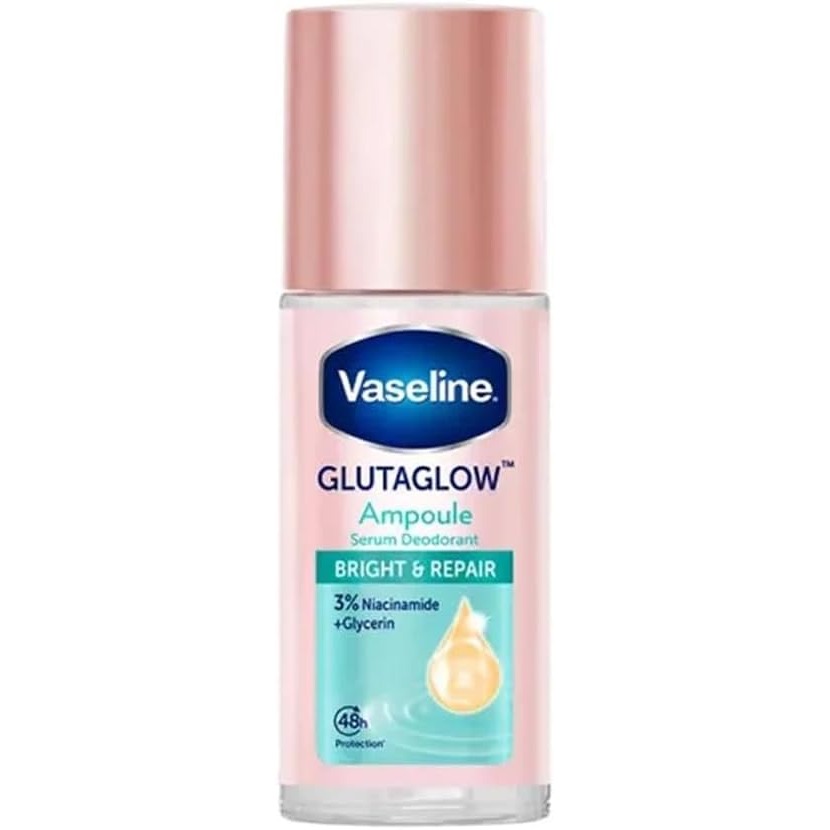 Vaseline.
GLUTAGLOW™
Ampoule
Serum Deodorant
BRIGHT & REPAIR
3% Niacinamide
+Glycerin
48h
Protection*